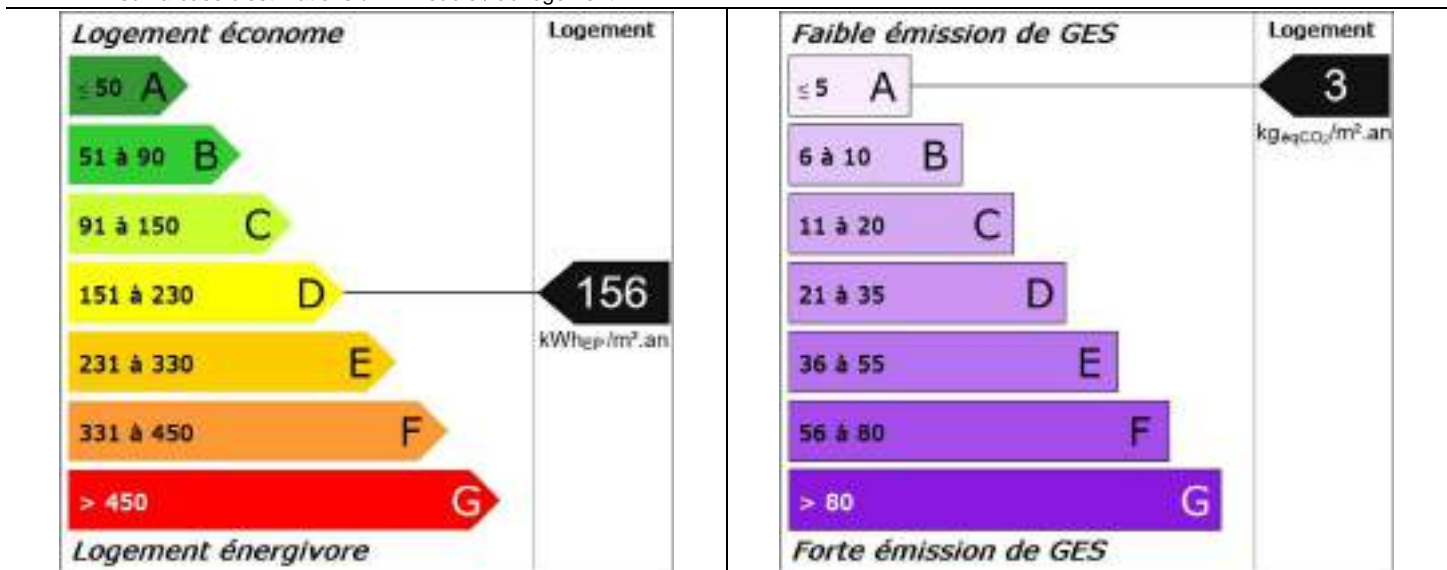 Logement économe
Logement
≤ 50 A
51 à 90 B
91 à 150 C
151 à 230 D
156
kWhEP/m².an
231 à 330 E
331 à 450 F
> 450 G
Logement énergivore
Faible émission de GES
Logement
≤ 5 A
3
kgéqCO₂/m².an
6 à 10 B
11 à 20 C
21 à 35 D
36 à 55 E
56 à 80 F
> 80 G
Forte émission de GES